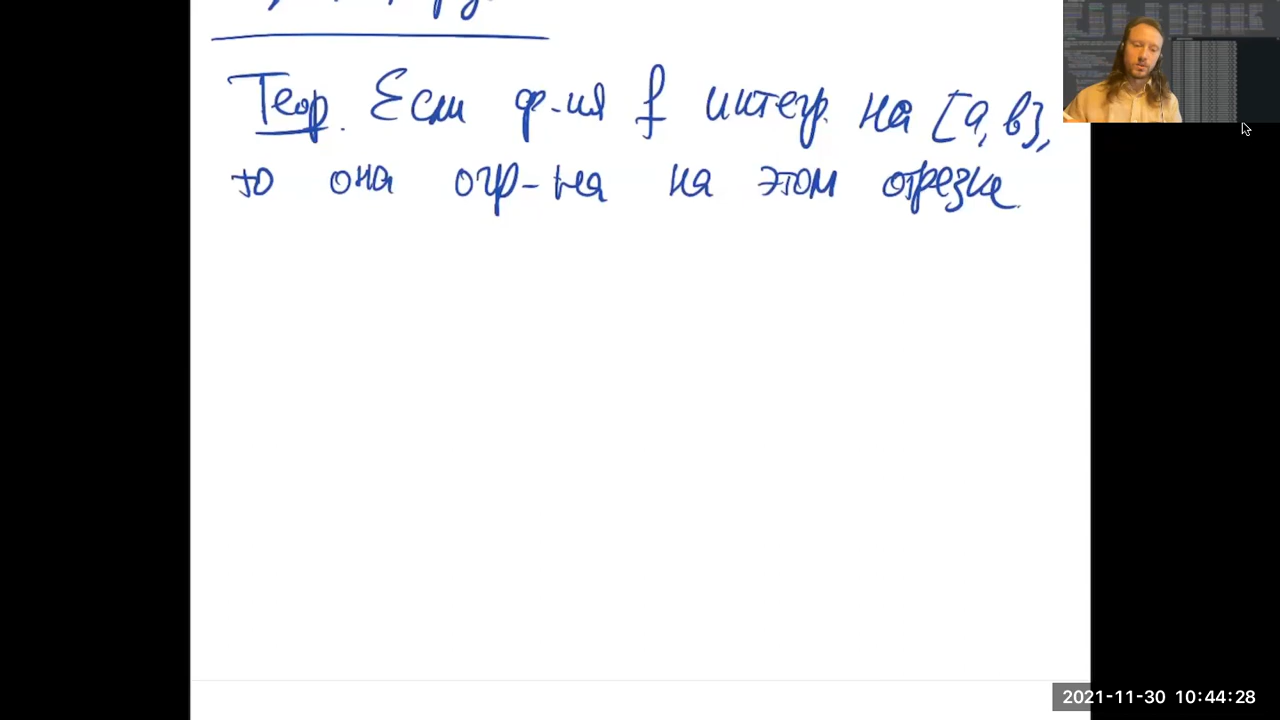 Теор. Если ф-ия f интегр. на [a, b],
то она огр-на на этом отрезке.
2021-11-30 10:44:28